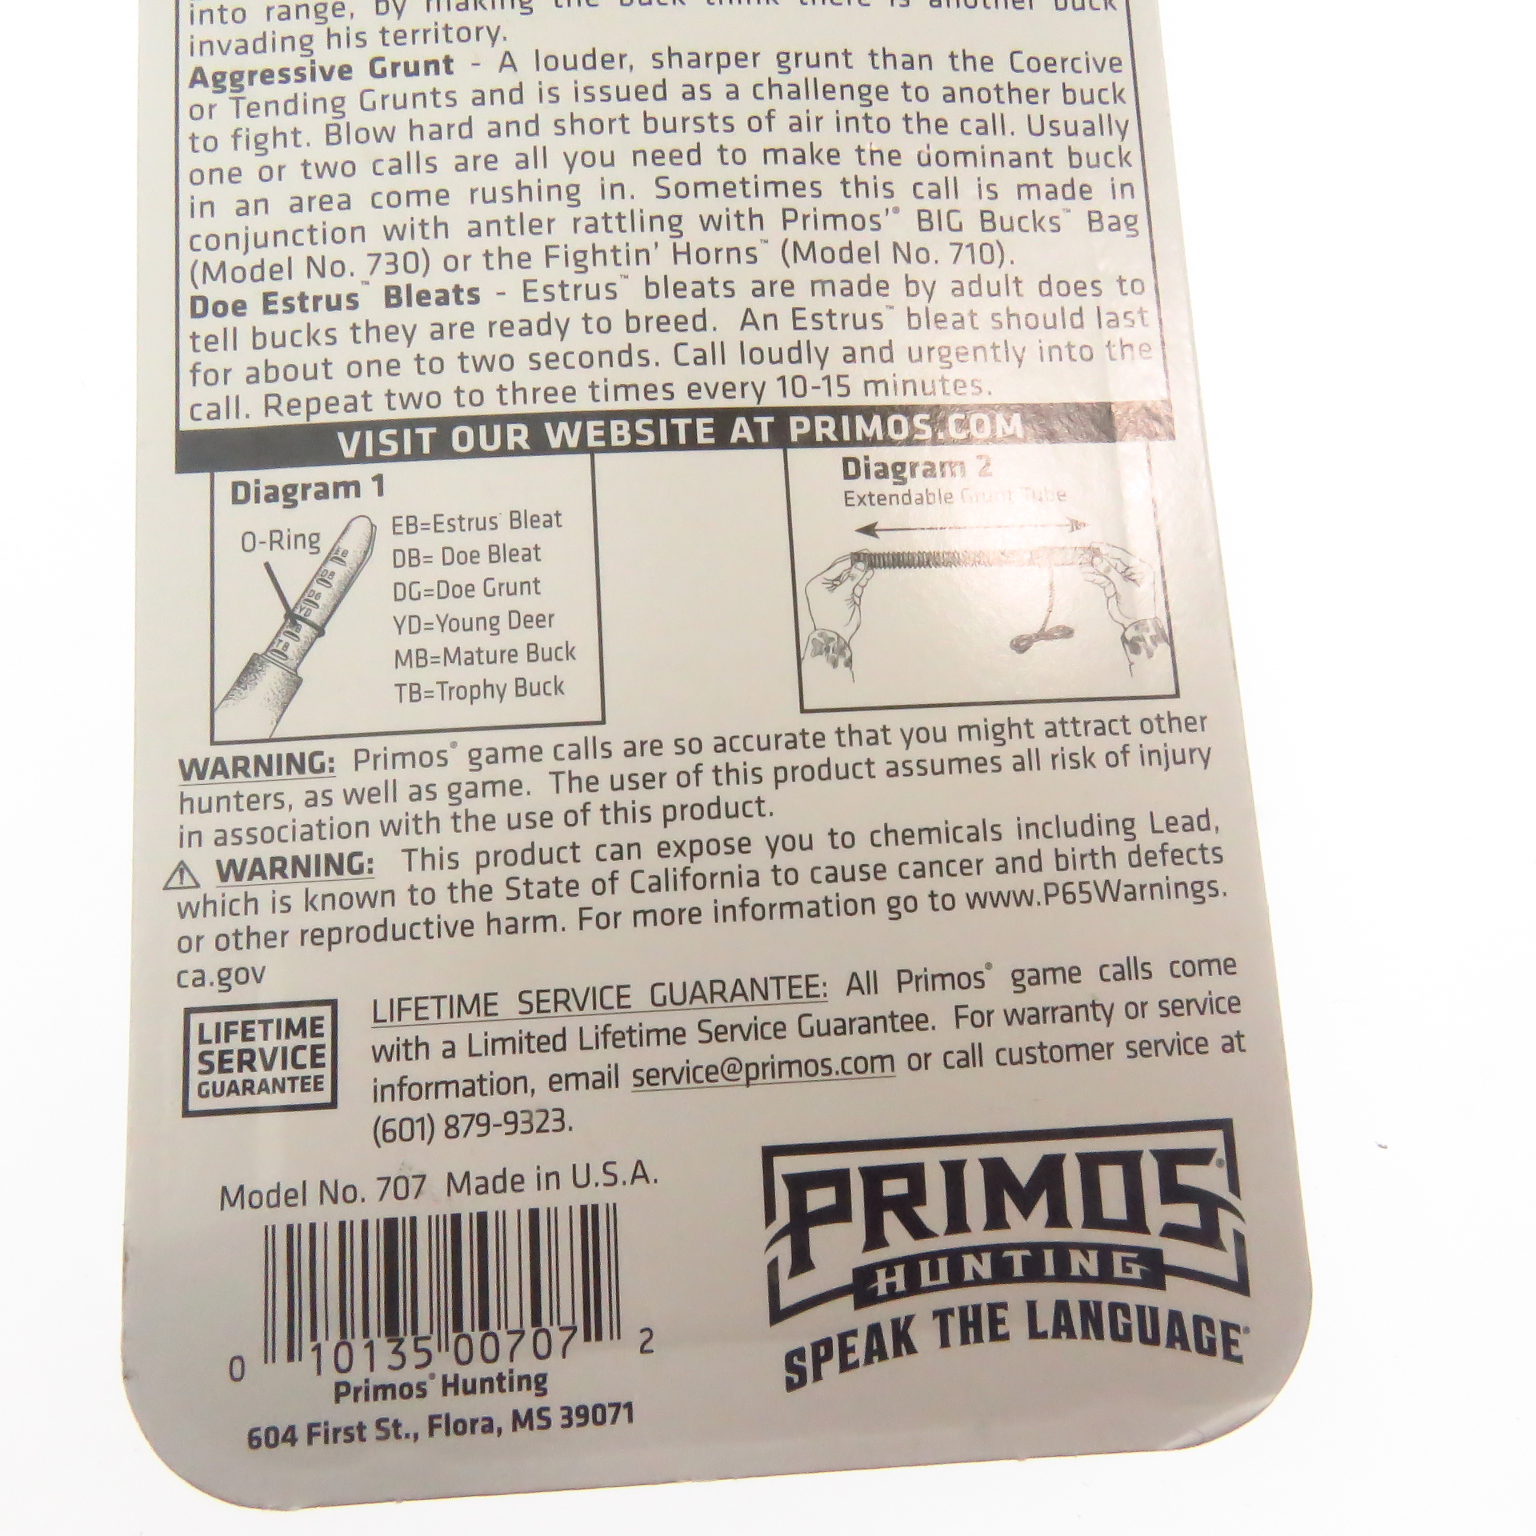 into range, by making the buck think there is another buck
invading his territory.
Aggressive Grunt - A louder, sharper grunt than the Coercive
or Tending Grunts and is issued as a challenge to another buck
to fight. Blow hard and short bursts of air into the call. Usually
one or two calls are all you need to make the dominant buck
in an area come rushing in. Sometimes this call is made in
conjunction with antler rattling with Primos'® BIG Bucks™ Bag
(Model No. 730) or the Fightin' Horns™ (Model No. 710).
Doe Estrus™ Bleats - Estrus™ bleats are made by adult does to
tell bucks they are ready to breed. An Estrus™ bleat should last
for about one to two seconds. Call loudly and urgently into the
call. Repeat two to three times every 10-15 minutes.
VISIT OUR WEBSITE AT PRIMOS.COM
Diagram 1
O-Ring
EB=Estrus Bleat
DB= Doe Bleat
DG=Doe Grunt
YD=Young Deer
MB=Mature Buck
TB=Trophy Buck
Diagram 2
Extendable Grunt Tube
WARNING: Primos® game calls are so accurate that you might attract other
hunters, as well as game. The user of this product assumes all risk of injury
in association with the use of this product.
⚠ WARNING: This product can expose you to chemicals including Lead,
which is known to the State of California to cause cancer and birth defects
or other reproductive harm. For more information go to www.P65Warnings.
ca.gov
LIFETIME
SERVICE
GUARANTEE
LIFETIME SERVICE GUARANTEE: All Primos® game calls come
with a Limited Lifetime Service Guarantee. For warranty or service
information, email service@primos.com or call customer service at
(601) 879-9323.
Model No. 707 Made in U.S.A.
0 10135 00707 2
Primos® Hunting
604 First St., Flora, MS 39071
PRIMOS®
HUNTING
SPEAK THE LANGUAGE®